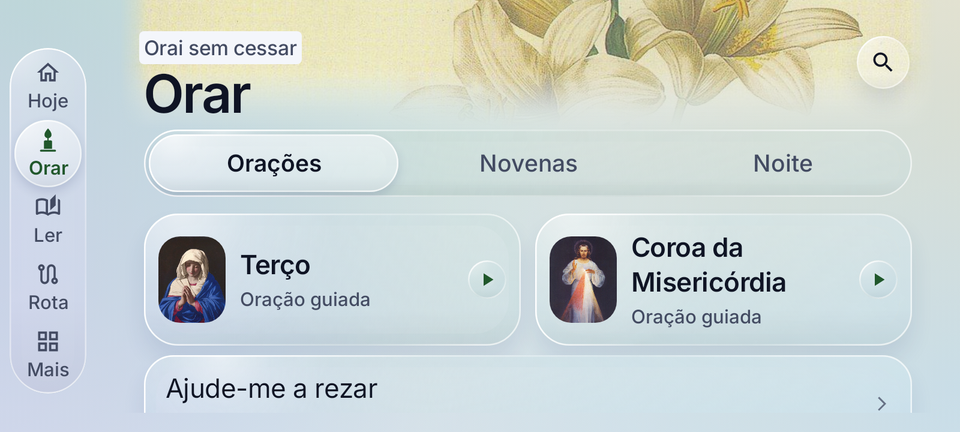 Orai sem cessar
Orar
Hoje
Orar
Ler
Rota
Mais
Orações
Novenas
Noite
Terço
Oração guiada
Coroa da
Misericórdia
Oração guiada
Ajude-me a rezar